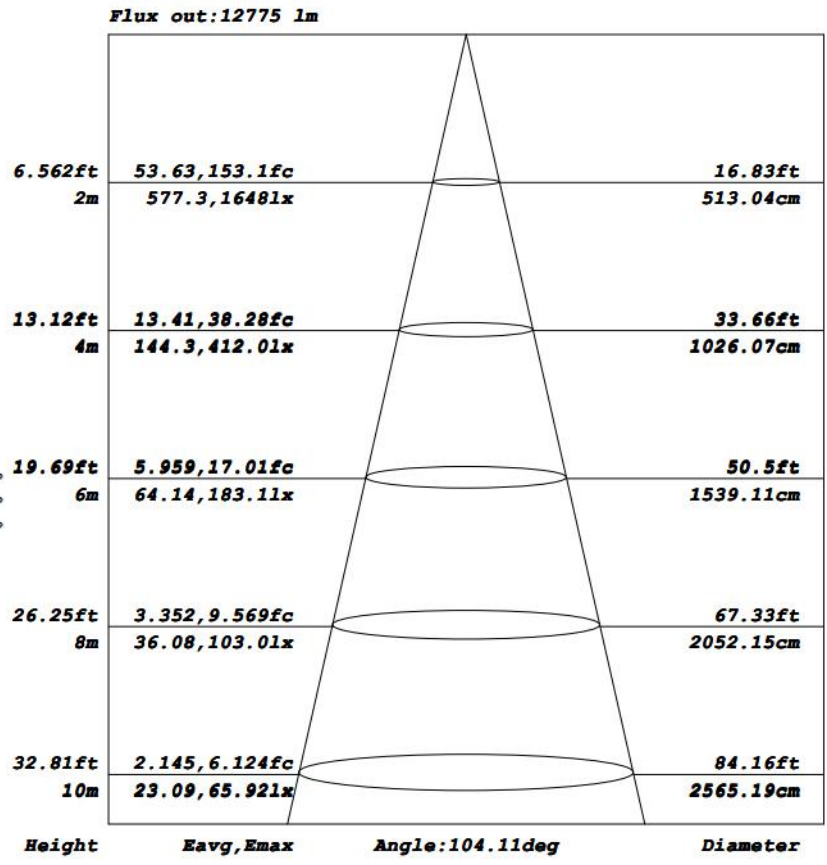 Flux out:12775 lm
6.562ft 53.63,153.1fc 16.83ft
2m 577.3,1648lx 513.04cm
13.12ft 13.41,38.28fc 33.66ft
4m 144.3,412.0lx 1026.07cm
19.69ft 5.959,17.01fc 50.5ft
6m 64.14,183.1lx 1539.11cm
26.25ft 3.352,9.569fc 67.33ft
8m 36.08,103.0lx 2052.15cm
32.81ft 2.145,6.124fc 84.16ft
10m 23.09,65.92lx 2565.19cm
Height Eavg,Emax Angle:104.11deg Diameter